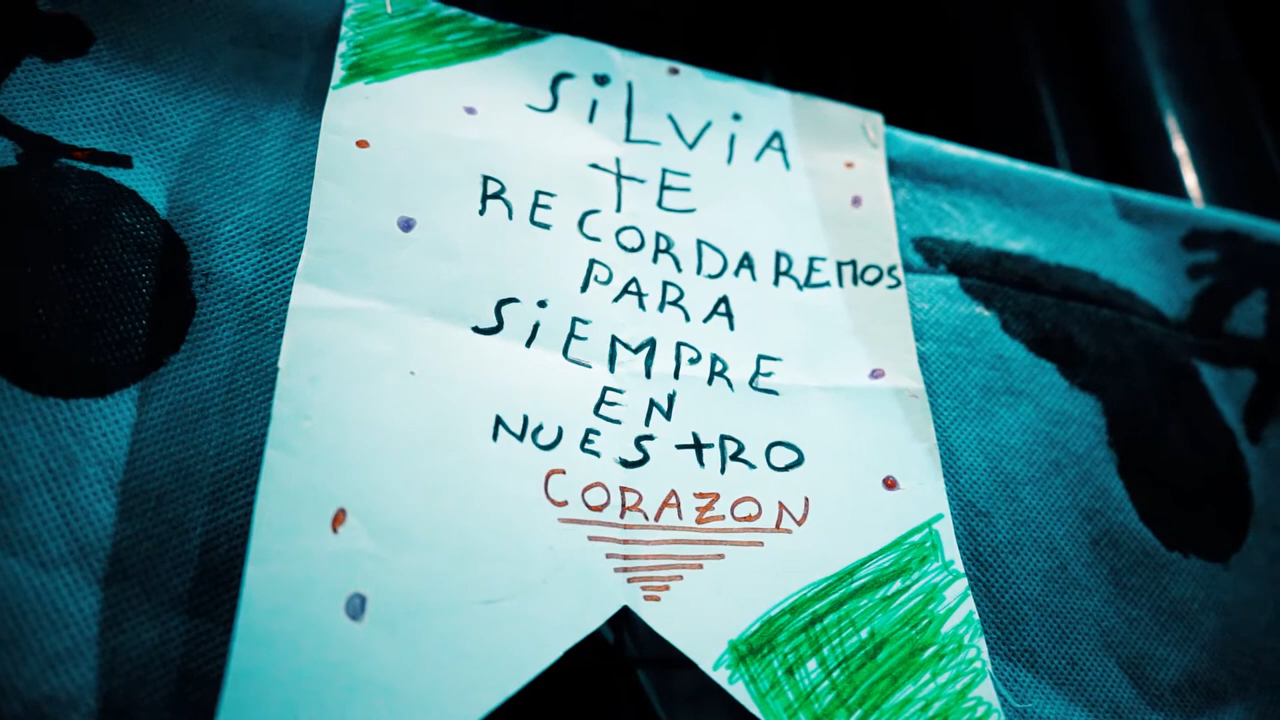 SiLViA
TE
RECORDAREMOS
PARA
SiEMPRE
EN
NUESTRO
CORAZON